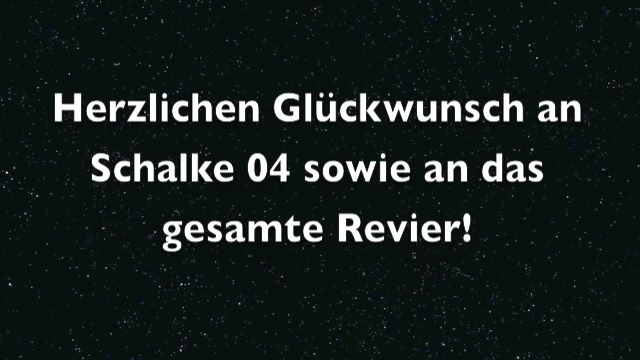 Herzlichen Glückwunsch an
Schalke 04 sowie an das
gesamte Revier!